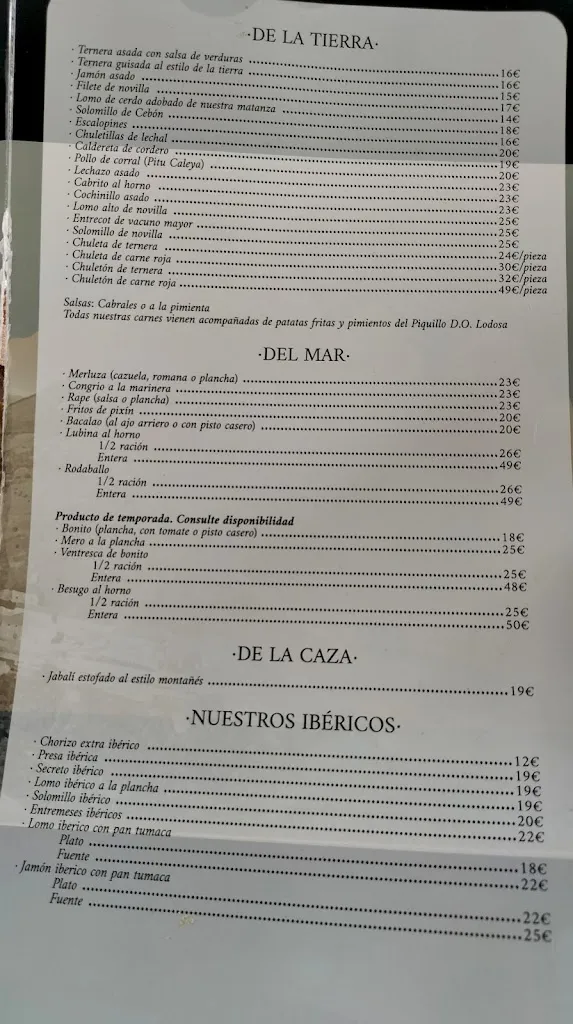 ·DE LA TIERRA·
· Ternera asada con salsa de verduras ........ 16€
· Ternera guisada al estilo de la tierra ........ 16€
· Jamón asado ........ 15€
· Filete de novilla ........ 17€
· Lomo de cerdo adobado de nuestra matanza ........ 14€
· Solomillo de Cebón ........ 18€
· Escalopines ........ 16€
· Chuletillas de lechal ........ 20€
· Caldereta de cordero ........ 19€
· Pollo de corral (Pitu Caleya) ........ 20€
· Lechazo asado ........ 23€
· Cabrito al horno ........ 23€
· Cochinillo asado ........ 23€
· Lomo alto de novilla ........ 25€
· Entrecot de vacuno mayor ........ 25€
· Solomillo de novilla ........ 25€
· Chuleta de ternera ........ 24€/pieza
· Chuleta de carne roja ........ 30€/pieza
· Chuletón de ternera ........ 32€/pieza
· Chuletón de carne roja ........ 49€/pieza
Salsas: Cabrales o a la pimienta
Todas nuestras carnes vienen acompañadas de patatas fritas y pimientos del Piquillo D.O. Lodosa
·DEL MAR·
· Merluza (cazuela, romana o plancha) ........ 23€
· Congrio a la marinera ........ 23€
· Rape (salsa o plancha) ........ 23€
· Fritos de pixín ........ 20€
· Bacalao (al ajo arriero o con pisto casero) ........ 20€
· Lubina al horno
1/2 ración ........ 26€
Entera ........ 49€
· Rodaballo
1/2 ración ........ 26€
Entera ........ 49€
Producto de temporada. Consulte disponibilidad
· Bonito (plancha, con tomate o pisto casero) ........ 18€
· Mero a la plancha ........ 25€
· Ventresca de bonito
1/2 ración ........ 25€
Entera ........ 48€
· Besugo al horno
1/2 ración ........ 25€
Entera ........ 50€
·DE LA CAZA·
· Jabalí estofado al estilo montañés ........ 19€
·NUESTROS IBÉRICOS·
· Chorizo extra ibérico ........ 12€
· Presa ibérica ........ 19€
· Secreto ibérico ........ 19€
· Lomo ibérico a la plancha ........ 19€
· Solomillo ibérico ........ 20€
· Entremeses ibéricos ........ 22€
· Lomo iberico con pan tumaca
Plato ........ 18€
Fuente ........ 22€
· Jamón iberico con pan tumaca
Plato ........ 22€
Fuente ........ 25€